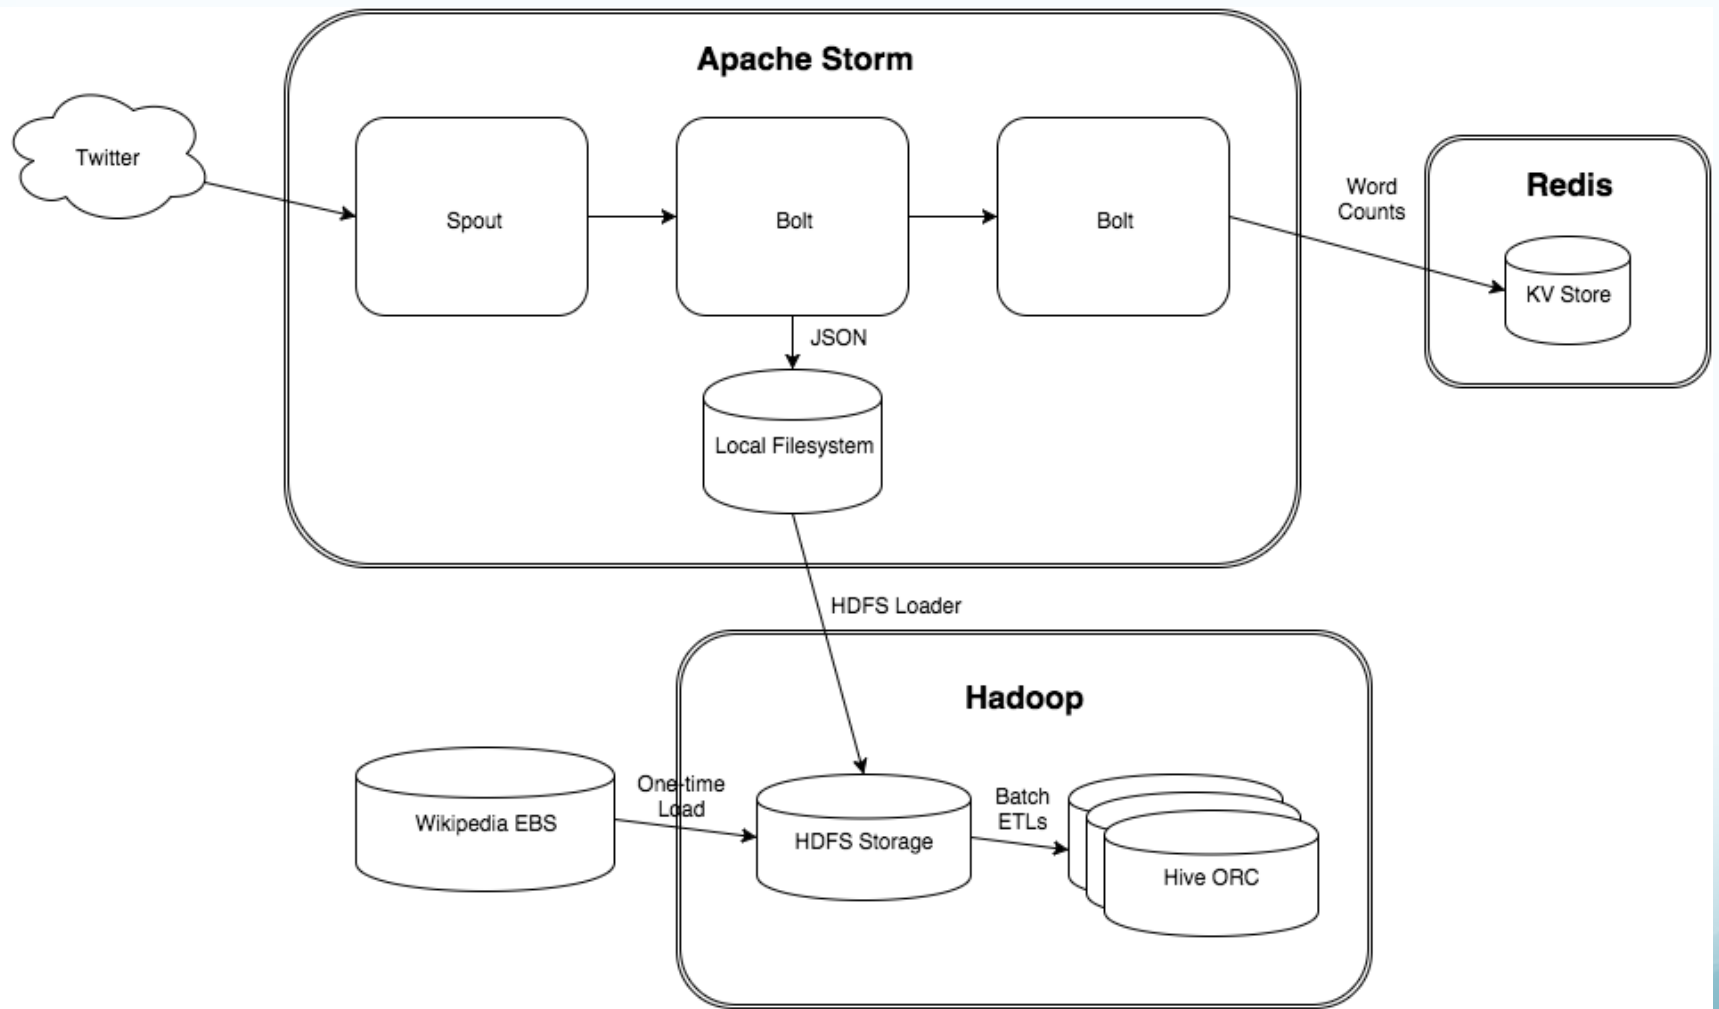 Apache Storm
Twitter
Spout
Bolt
Bolt
Word
Counts
Redis
KV Store
JSON
Local Filesystem
HDFS Loader
Hadoop
Wikipedia EBS
One-time
Load
HDFS Storage
Batch
ETLs
Hive ORC